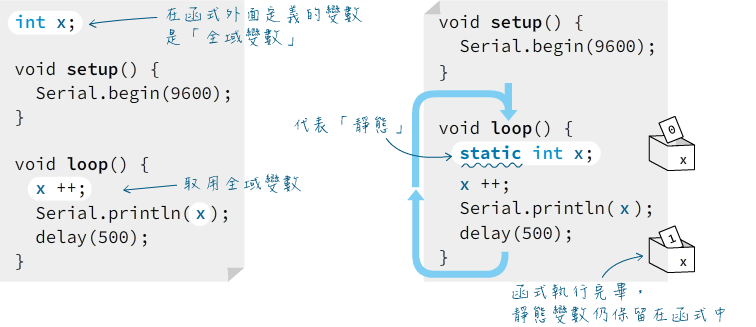 int x;
在函式外面定義的變數
是「全域變數」
void setup() {
Serial.begin(9600);
}
void loop() {
x ++;
取用全域變數
Serial.println(x);
delay(500);
}
void setup() {
Serial.begin(9600);
}
代表「靜態」
void loop() {
static int x;
x ++;
Serial.println(x);
delay(500);
}
0
x
1
x
函式執行完畢，
靜態變數仍保留在函式中